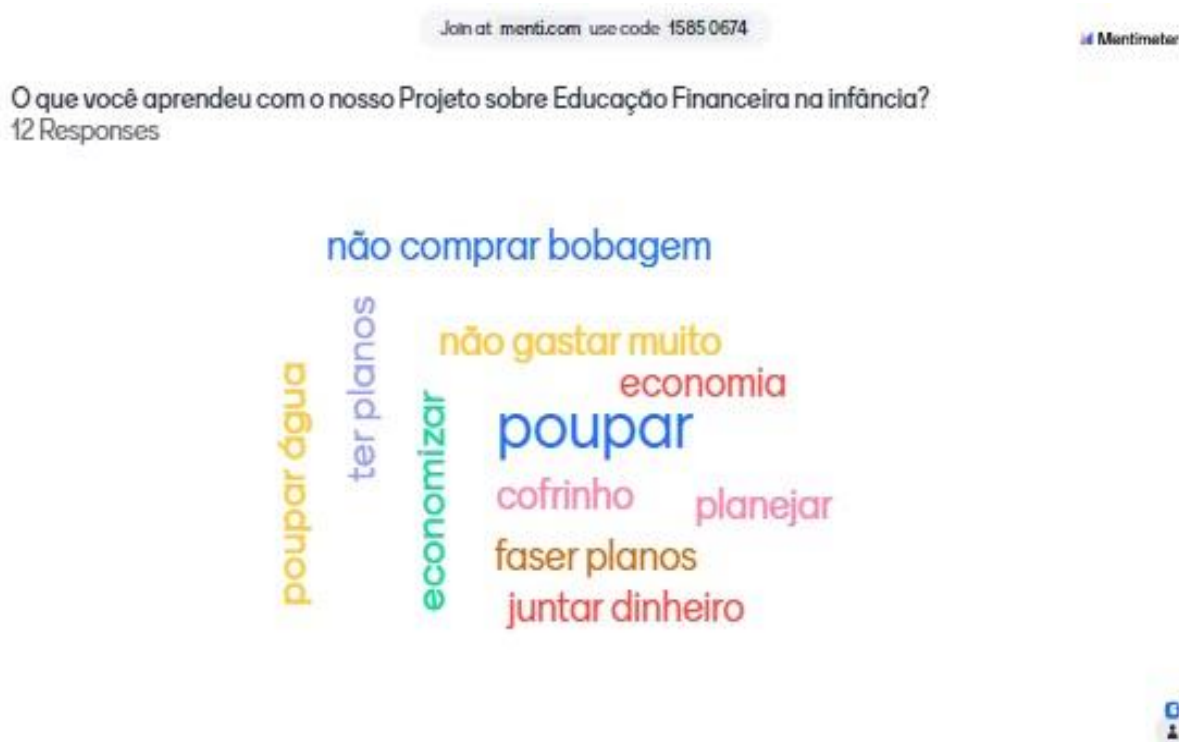 Join at menti.com use code 1585 0674
Mentimeter
O que você aprendeu com o nosso Projeto sobre Educação Financeira na infância?
12 Responses
não comprar bobagem
ter planos
não gastar muito
economia
poupar água
economizar
poupar
cofrinho
planejar
faser planos
juntar dinheiro